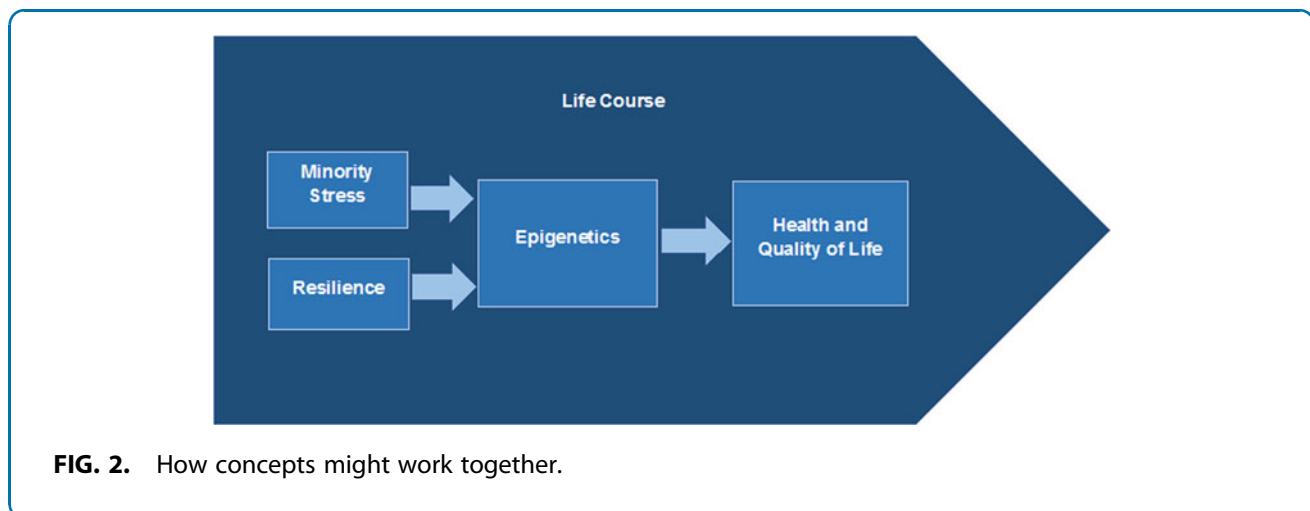 Life Course
Minority
Stress
Resilience
Epigenetics
Health and
Quality of Life
FIG. 2. How concepts might work together.